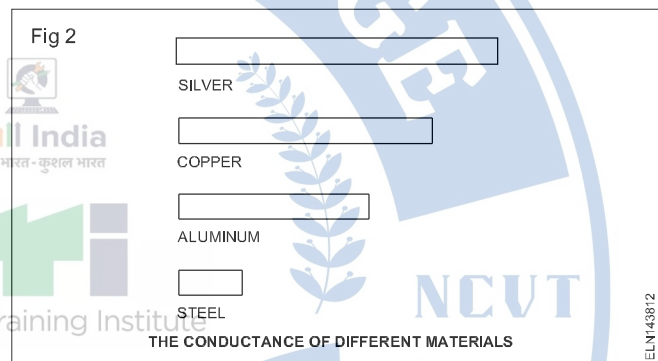 Fig 2
SILVER
ll India
भारत - कुशल भारत
COPPER
ALUMINUM
STEEL
NCVT
raining Institute
THE CONDUCTANCE OF DIFFERENT MATERIALS
ELN143812